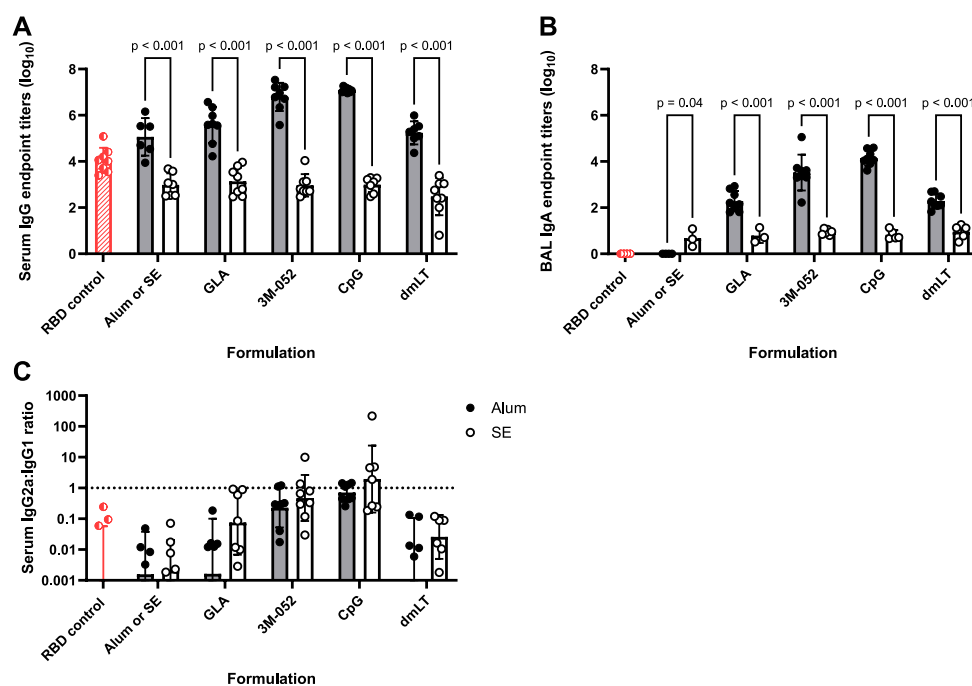 A
p < 0.001
p < 0.001
p < 0.001
p < 0.001
p < 0.001
Serum IgG endpoint titers (log10)
8
6
4
2
0
RBD control
Alum or SE
GLA
3M-052
CpG
dmLT
Formulation
B
p = 0.04
p < 0.001
p < 0.001
p < 0.001
p < 0.001
BAL IgA endpoint titers (log10)
8
6
4
2
0
RBD control
Alum or SE
GLA
3M-052
CpG
dmLT
Formulation
C
Serum IgG2a:IgG1 ratio
1000
100
10
1
0.1
0.01
0.001
RBD control
Alum or SE
GLA
3M-052
CpG
dmLT
Formulation
Alum
SE